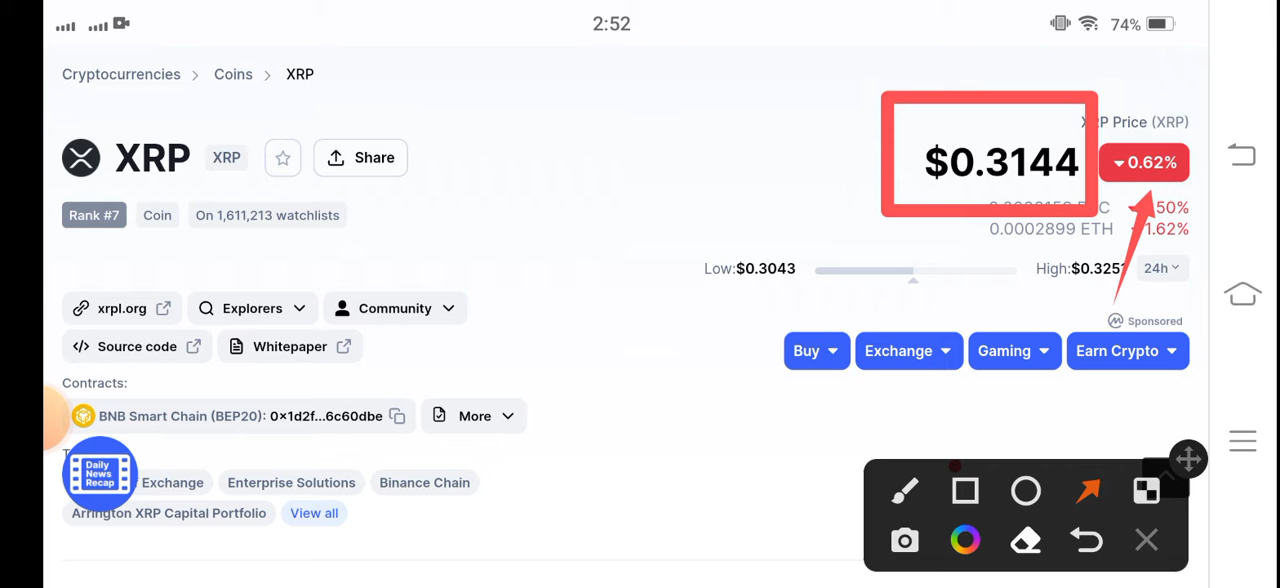 2:52
74%
Cryptocurrencies > Coins > XRP
XRP Price (XRP)
XRP XRP Share
$0.3144 0.62%
Rank #7 Coin On 1,611,213 watchlists
50%
0.0002899 ETH 1.62%
Low:$0.3043 High:$0.3251 24h
xrpl.org Explorers Community
Sponsored
Source code Whitepaper
Buy Exchange Gaming Earn Crypto
Contracts:
BNB Smart Chain (BEP20): 0x1d2f...6c60dbe More
Daily
News
Recap
Exchange Enterprise Solutions Binance Chain
Arrington XRP Capital Portfolio View all